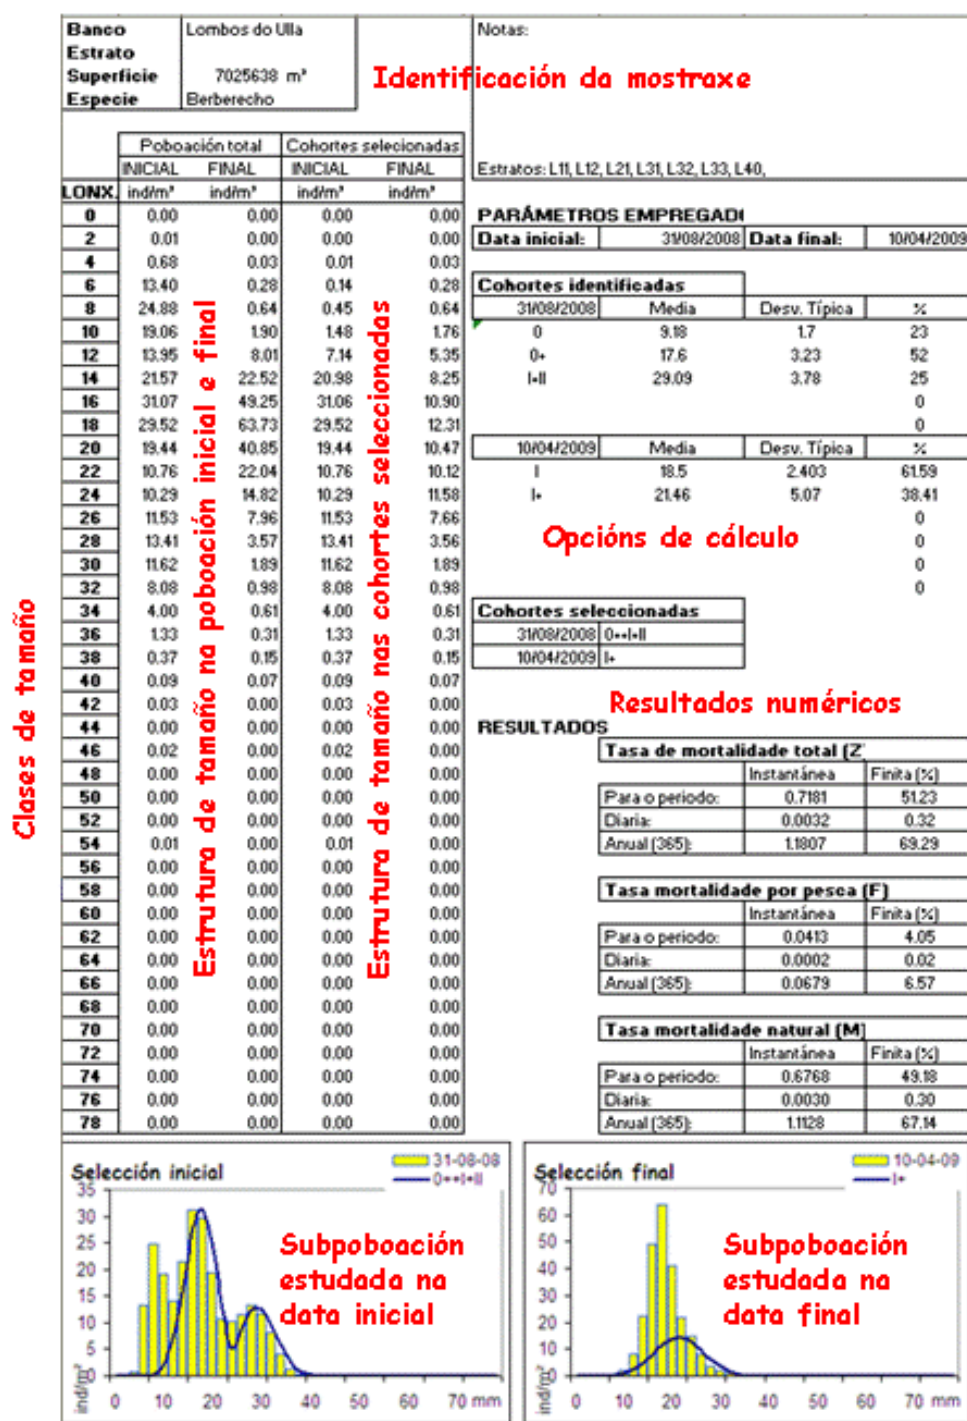 Banco Lombos do Ulla Notas:
Estrato
Superficie 7025638 m²
Especie Berberecho
Identificación da mostraxe
Poboación total Cohortes selecionadas
INICIAL FINAL INICIAL FINAL Estratos: L11, L12, L21, L31, L32, L33, L40,
LONX. ind/m² ind/m² ind/m² ind/m²
0 0.00 0.00 0.00 0.00 PARÁMETROS EMPREGADO
2 0.01 0.00 0.00 0.00 Data inicial: 31/08/2008 Data final: 10/04/2009
4 0.68 0.03 0.01 0.03
6 13.40 0.28 0.14 0.28 Cohortes identificadas
8 24.88 0.64 0.45 0.64 31/08/2008 Media Desv. Típica %
10 19.06 1.90 1.48 1.76 0 9.18 1.7 23
12 13.95 8.01 7.14 5.35 0+ 17.6 3.23 52
14 21.57 22.52 20.98 8.25 I+II 29.09 3.78 25
16 31.07 49.25 31.06 10.90 0
18 29.52 63.73 29.52 12.31 0
20 19.44 40.85 19.44 10.47 10/04/2009 Media Desv. Típica %
22 10.76 22.04 10.76 10.12 I 18.5 2.403 61.59
24 10.29 14.82 10.29 11.58 I+ 21.46 5.07 38.41
26 11.53 7.96 11.53 7.66 0
28 13.41 3.57 13.41 3.56 0
30 11.62 1.89 11.62 1.89 0
32 8.08 0.98 8.08 0.98 0
Opcións de cálculo
34 4.00 0.61 4.00 0.61 Cohortes seleccionadas
36 1.33 0.31 1.33 0.31 31/08/2008 0++I+II
38 0.37 0.15 0.37 0.15 10/04/2009 I+
40 0.09 0.07 0.09 0.07
42 0.03 0.00 0.03 0.00
Resultados numéricos
44 0.00 0.00 0.00 0.00 RESULTADOS
46 0.02 0.00 0.02 0.00 Tasa de mortalidade total (Z)
48 0.00 0.00 0.00 0.00 Instantánea Finita (%)
50 0.00 0.00 0.00 0.00 Para o periodo: 0.7181 51.23
52 0.00 0.00 0.00 0.00 Diaria: 0.0032 0.32
54 0.01 0.00 0.01 0.00 Anual (365): 1.1807 69.29
56 0.00 0.00 0.00 0.00
58 0.00 0.00 0.00 0.00 Tasa mortalidade por pesca (F)
60 0.00 0.00 0.00 0.00 Instantánea Finita (%)
62 0.00 0.00 0.00 0.00 Para o periodo: 0.0413 4.05
64 0.00 0.00 0.00 0.00 Diaria: 0.0002 0.02
66 0.00 0.00 0.00 0.00 Anual (365): 0.0679 6.57
68 0.00 0.00 0.00 0.00
70 0.00 0.00 0.00 0.00 Tasa mortalidade natural (M)
72 0.00 0.00 0.00 0.00 Instantánea Finita (%)
74 0.00 0.00 0.00 0.00 Para o periodo: 0.6768 49.18
76 0.00 0.00 0.00 0.00 Diaria: 0.0030 0.30
78 0.00 0.00 0.00 0.00 Anual (365): 1.1128 67.14
Clases de tamaño
Estrutura de tamaño na poboación inicial e final
Estrutura de tamaño nas cohortes seleccionadas
Selección inicial
31-08-08
0++I+II
35
30
25
20
15
10
5
0
ind/m²
0 10 20 30 40 50 60 70 mm
Subpoboación
estudada na
data inicial
Selección final
10-04-09
I+
70
60
50
40
30
20
10
0
ind/m²
0 10 20 30 40 50 60 70 mm
Subpoboación
estudada na
data final